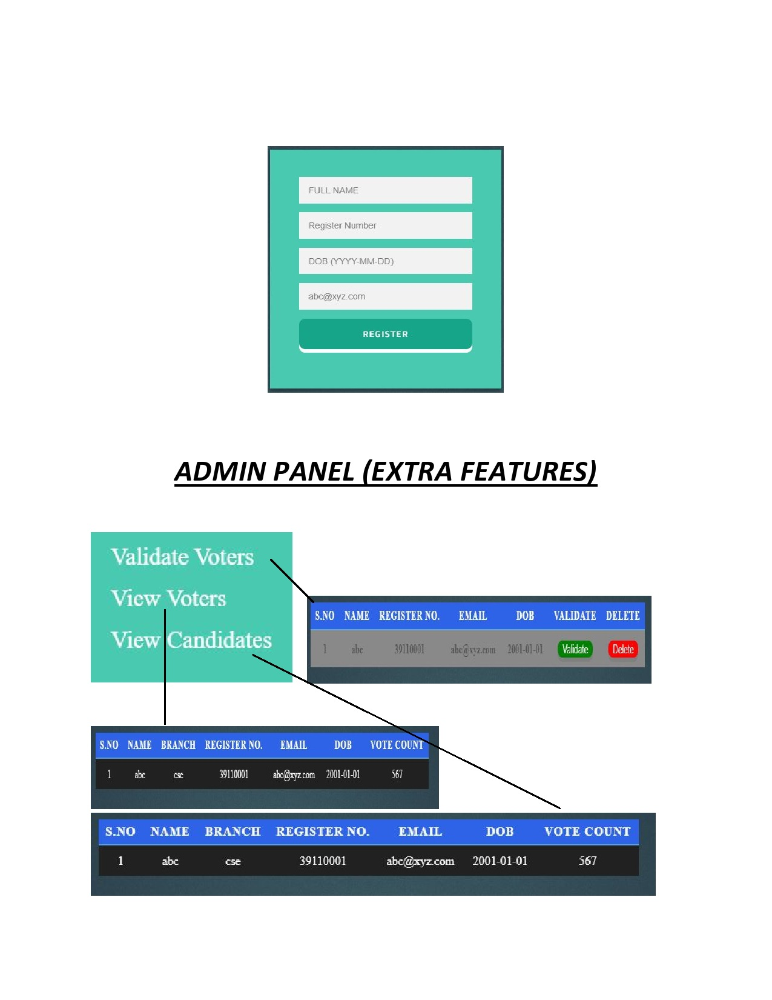 FULL NAME
Register Number
DOB (YYYY-MM-DD)
abc@xyz.com
REGISTER
ADMIN PANEL (EXTRA FEATURES)
Validate Voters
View Voters
View Candidates
S.NO NAME REGISTER NO. EMAIL DOB VALIDATE DELETE
1 abc 39110001 abc@xyz.com 2001-01-01 Validate Delete
S.NO NAME BRANCH REGISTER NO. EMAIL DOB VOTE COUNT
1 abc cse 39110001 abc@xyz.com 2001-01-01 567
S.NO NAME BRANCH REGISTER NO. EMAIL DOB VOTE COUNT
1 abc cse 39110001 abc@xyz.com 2001-01-01 567